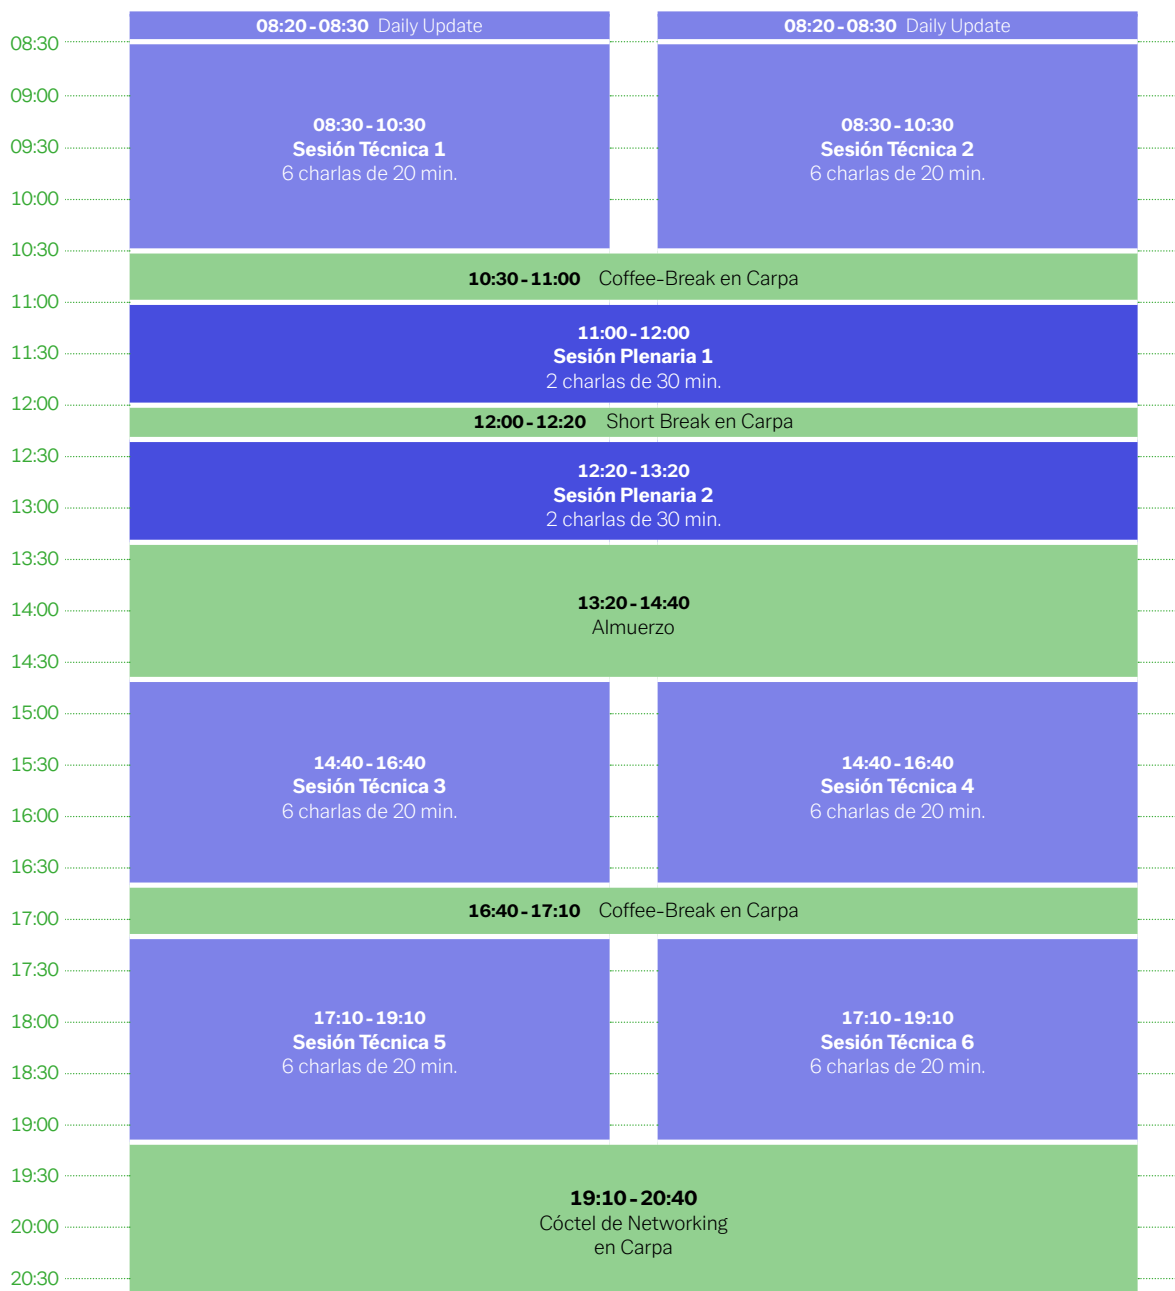 08:20 - 08:30 Daily Update
08:20 - 08:30 Daily Update
08:30
09:00
09:30
10:00
10:30
08:30 - 10:30
Sesión Técnica 1
6 charlas de 20 min.
08:30 - 10:30
Sesión Técnica 2
6 charlas de 20 min.
10:30 - 11:00 Coffee-Break en Carpa
11:00
11:30
12:00
11:00 - 12:00
Sesión Plenaria 1
2 charlas de 30 min.
12:00 - 12:20 Short Break en Carpa
12:30
13:00
12:20 - 13:20
Sesión Plenaria 2
2 charlas de 30 min.
13:30
14:00
14:30
13:20 - 14:40
Almuerzo
15:00
15:30
16:00
16:30
14:40 - 16:40
Sesión Técnica 3
6 charlas de 20 min.
14:40 - 16:40
Sesión Técnica 4
6 charlas de 20 min.
17:00
16:40 - 17:10 Coffee-Break en Carpa
17:30
18:00
18:30
19:00
17:10 - 19:10
Sesión Técnica 5
6 charlas de 20 min.
17:10 - 19:10
Sesión Técnica 6
6 charlas de 20 min.
19:30
20:00
20:30
19:10 - 20:40
Cóctel de Networking
en Carpa